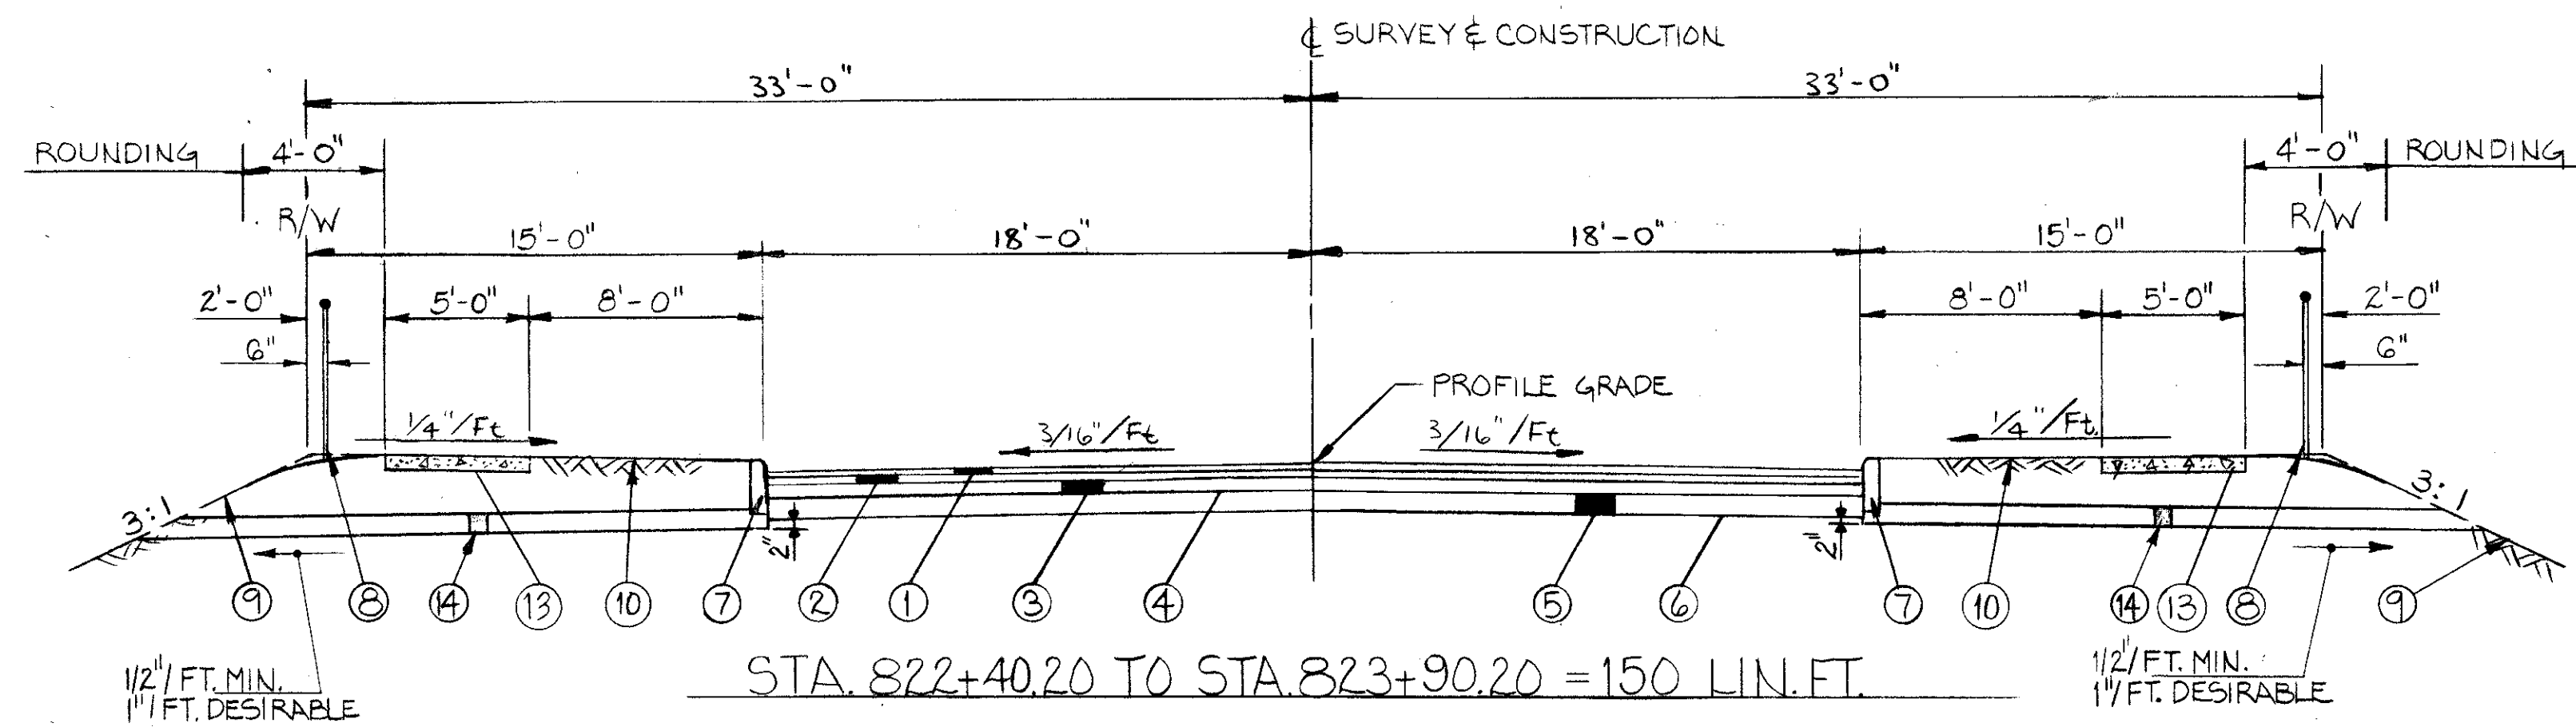 ℄ SURVEY & CONSTRUCTION
33'-0" 33'-0"
ROUNDING 4'-0" 4'-0" ROUNDING
R/W R/W
15'-0" 18'-0" 18'-0" 15'-0"
2'-0" 5'-0" 8'-0" 8'-0" 5'-0" 2'-0"
6" 6"
PROFILE GRADE
1/4"/Ft 3/16"/Ft 3/16"/Ft 1/4"/Ft.
3:1 3:1
2" 2"
9 8 14 13 10 7 2 1 3 4 5 6 7 10 14 13 8 9
1/2"/FT. MIN.
1"/FT. DESIRABLE
STA. 822+40.20 TO STA. 823+90.20 = 150 LIN. FT.
1/2"/FT. MIN.
1"/FT. DESIRABLE